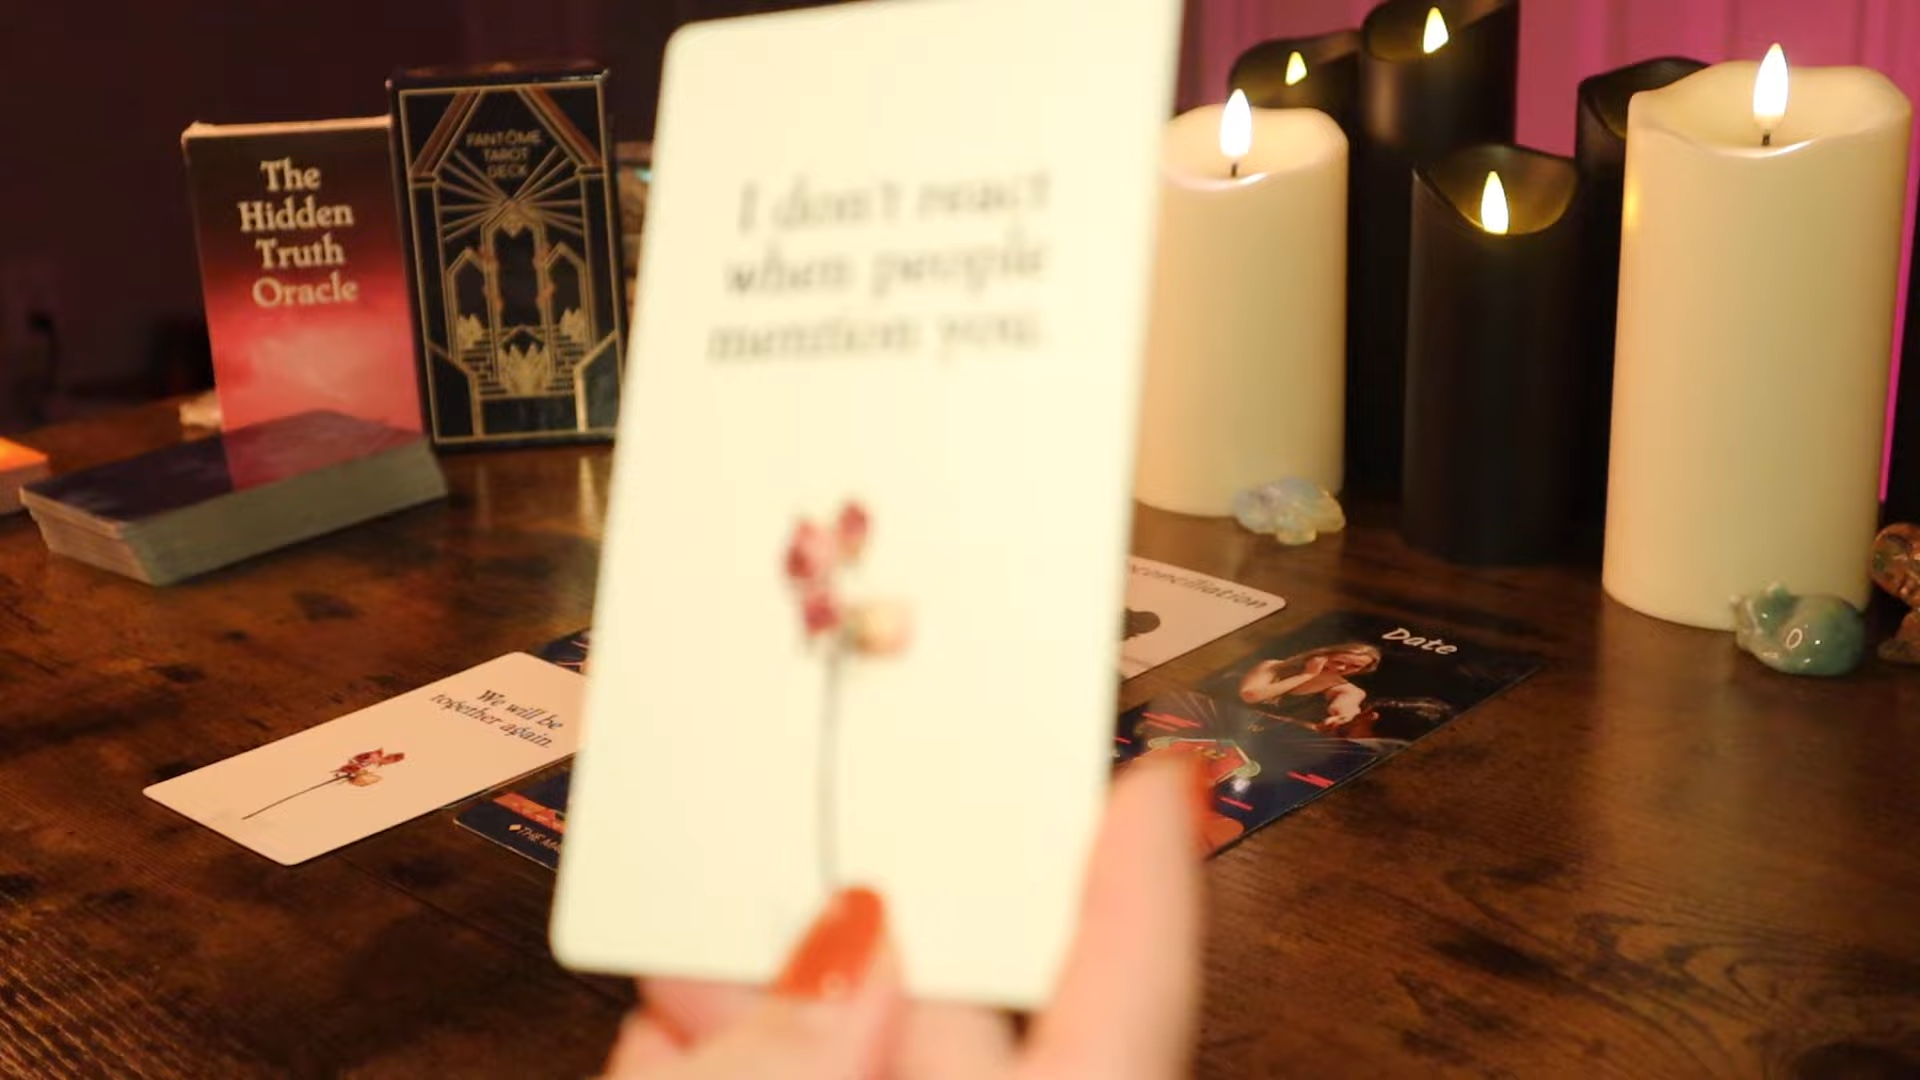 The
Hidden
Truth
Oracle
FANTÔME
TAROT
DECK
I don't react
when people
mention you.
We will be
together again.
Date
THE